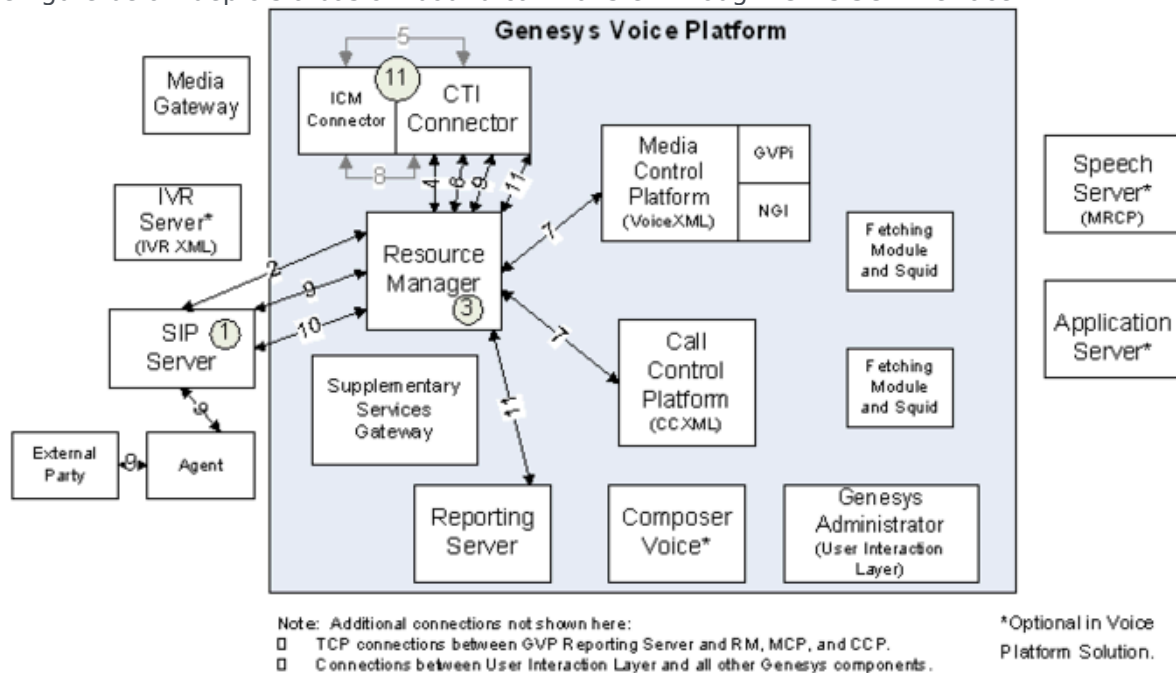 Genesys Voice Platform
5
Media
Gateway
ICM
Connector
11
CTI
Connector
8
4
6
9
11
Media
Control
Platform
(VoiceXML)
GVPi
NGI
Speech
Server*
(MRCP)
IVR
Server*
(IVR XML)
Fetching
Module
and Squid
7
2
Resource
Manager
3
9
10
SIP
Server
1
Application
Server*
7
Call
Control
Platform
(CCXML)
Fetching
Module
and Squid
Supplementary
Services
Gateway
11
9
External
Party
9
Agent
Reporting
Server
Composer
Voice*
Genesys
Administrator
(User Interaction
Layer)
Note: Additional connections not shown here:
TCP connections between GVP Reporting Server and RM, MCP, and CCP.
Connections between User Interaction Layer and all other Genesys components.
*Optional in Voice
Platform Solution.